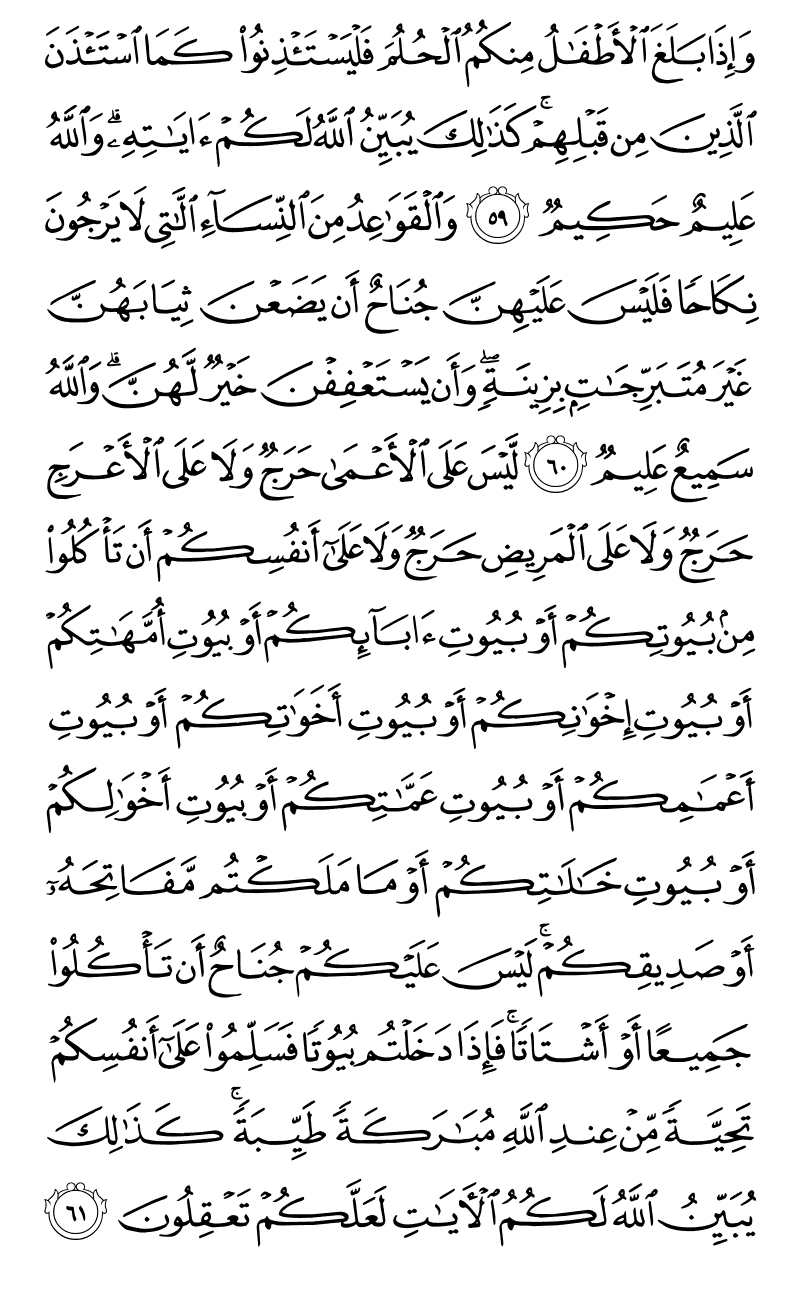 وَإِذَا بَلَغَ ٱلْأَطْفَٰلُ مِنكُمُ ٱلْحُلُمَ فَلْيَسْتَـْٔذِنُوا۟ كَمَا ٱسْتَـْٔذَنَ
ٱلَّذِينَ مِن قَبْلِهِمْ ۚ كَذَٰلِكَ يُبَيِّنُ ٱللَّهُ لَكُمْ ءَايَٰتِهِۦ ۗ وَٱللَّهُ
عَلِيمٌ حَكِيمٌ ٥٩ وَٱلْقَوَٰعِدُ مِنَ ٱلنِّسَآءِ ٱلَّٰتِى لَا يَرْجُونَ
نِكَاحًا فَلَيْسَ عَلَيْهِنَّ جُنَاحٌ أَن يَضَعْنَ ثِيَابَهُنَّ
غَيْرَ مُتَبَرِّجَٰتٍۭ بِزِينَةٍ ۖ وَأَن يَسْتَعْفِفْنَ خَيْرٌ لَّهُنَّ ۗ وَٱللَّهُ
سَمِيعٌ عَلِيمٌ ٦٠ لَّيْسَ عَلَى ٱلْأَعْمَىٰ حَرَجٌ وَلَا عَلَى ٱلْأَعْرَجِ
حَرَجٌ وَلَا عَلَى ٱلْمَرِيضِ حَرَجٌ وَلَا عَلَىٰٓ أَنفُسِكُمْ أَن تَأْكُلُوا۟
مِنۢ بُيُوتِكُمْ أَوْ بُيُوتِ ءَابَآئِكُمْ أَوْ بُيُوتِ أُمَّهَٰتِكُمْ
أَوْ بُيُوتِ إِخْوَٰنِكُمْ أَوْ بُيُوتِ أَخَوَٰتِكُمْ أَوْ بُيُوتِ
أَعْمَٰمِكُمْ أَوْ بُيُوتِ عَمَّٰتِكُمْ أَوْ بُيُوتِ أَخْوَٰلِكُمْ
أَوْ بُيُوتِ خَٰلَٰتِكُمْ أَوْ مَا مَلَكْتُم مَّفَاتِحَهُۥٓ
أَوْ صَدِيقِكُمْ ۚ لَيْسَ عَلَيْكُمْ جُنَاحٌ أَن تَأْكُلُوا۟
جَمِيعًا أَوْ أَشْتَاتًا ۚ فَإِذَا دَخَلْتُم بُيُوتًا فَسَلِّمُوا۟ عَلَىٰٓ أَنفُسِكُمْ
تَحِيَّةً مِّنْ عِندِ ٱللَّهِ مُبَٰرَكَةً طَيِّبَةً ۚ كَذَٰلِكَ
يُبَيِّنُ ٱللَّهُ لَكُمُ ٱلْأَيَٰتِ لَعَلَّكُمْ تَعْقِلُونَ ٦١